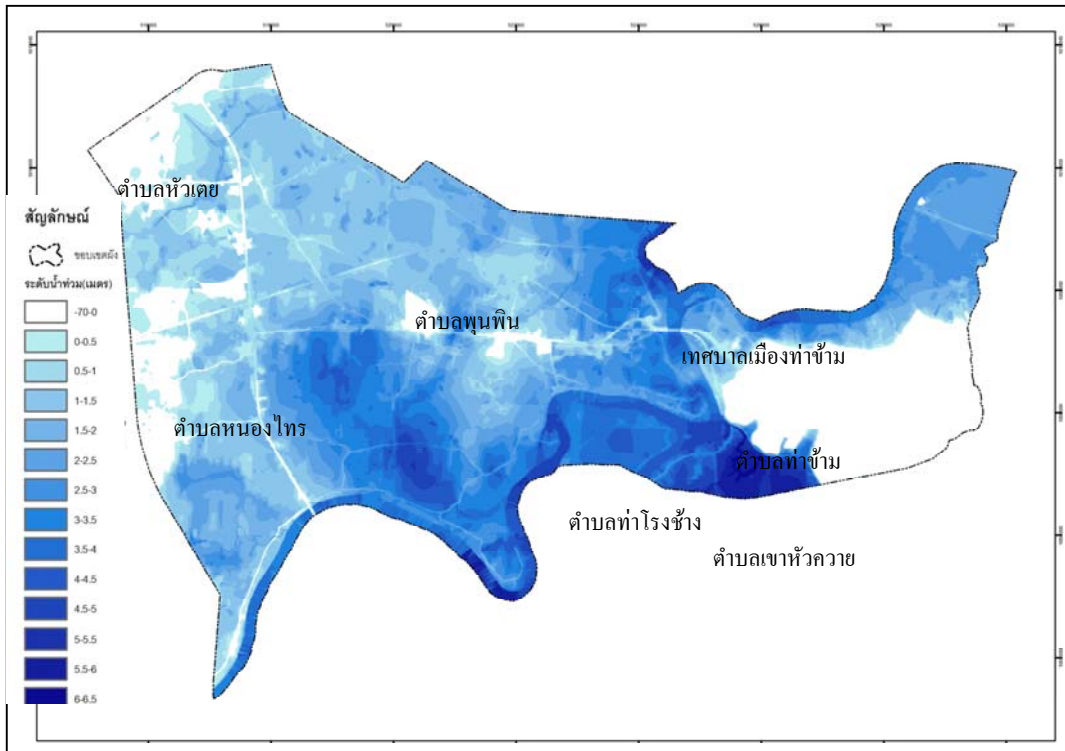 ตำบลหัวเตย
สัญลักษณ์
ขอบเขตผัง
ระดับน้ำท่วม(เมตร)
-70-0
0-0.5
0.5-1
1-1.5
1.5-2
2-2.5
2.5-3
3-3.5
3.5-4
4-4.5
4.5-5
5-5.5
5.5-6
6-6.5
ตำบลพุนพิน
เทศบาลเมืองท่าข้าม
ตำบลหนองไทร
ตำบลท่าข้าม
ตำบลท่าโรงช้าง
ตำบลเขาหัวควาย